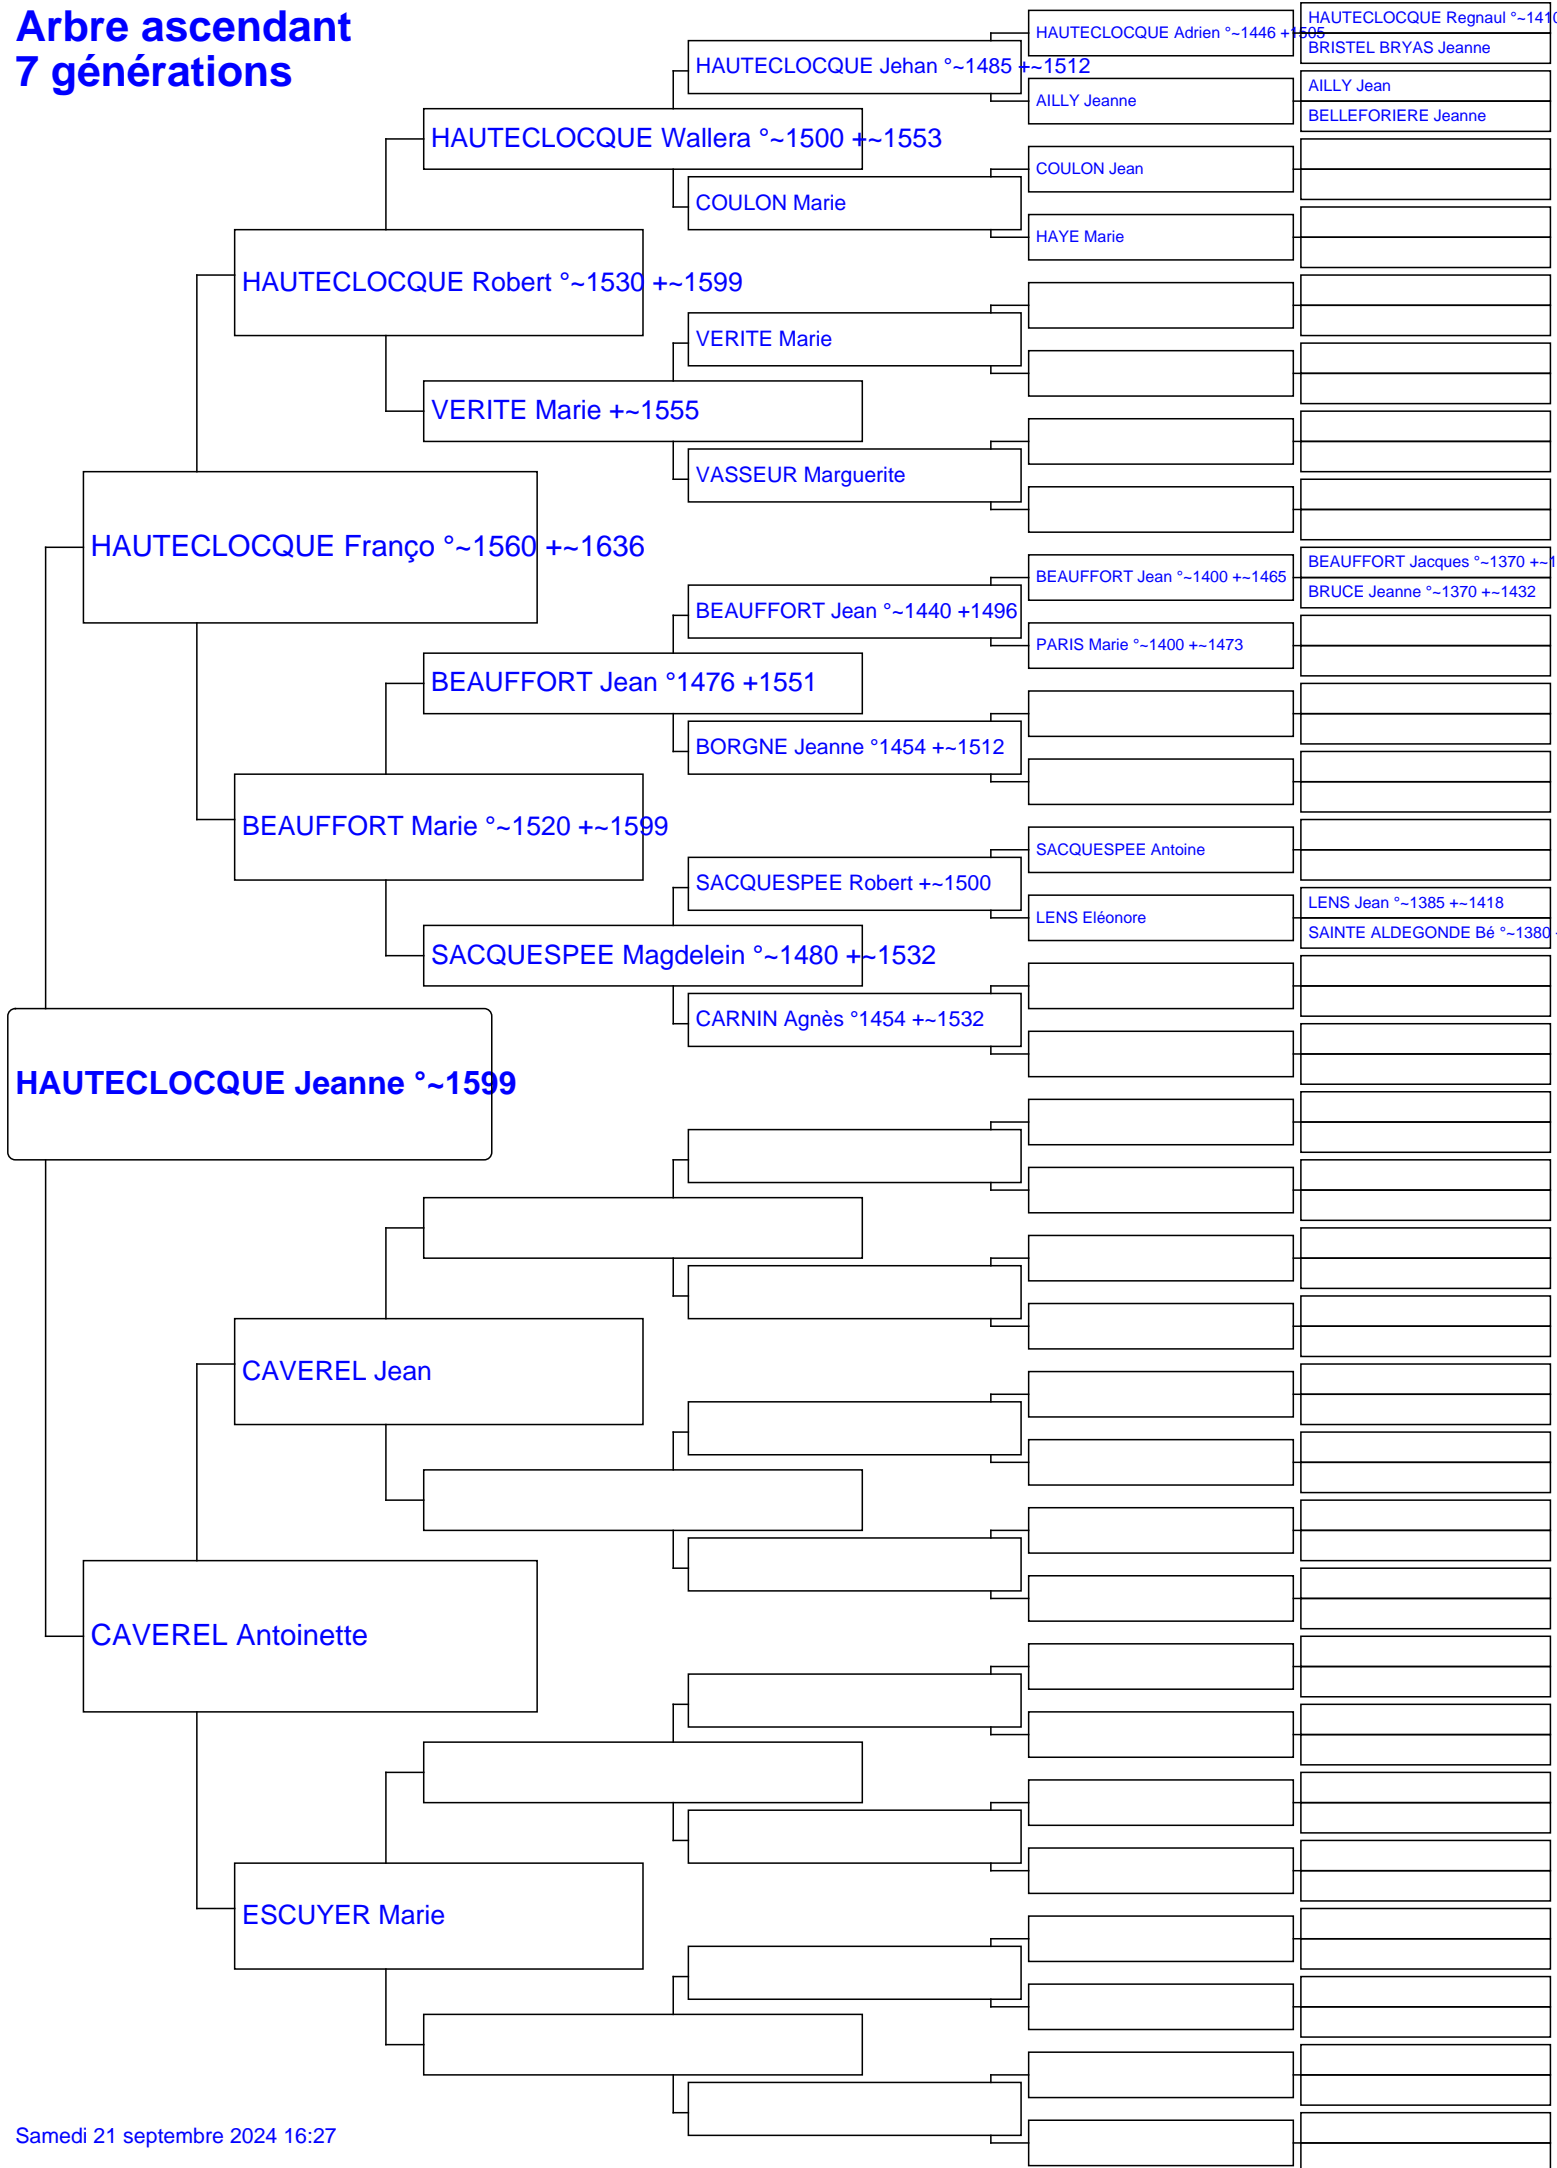 Arbre ascendant
7 générations
HAUTECLOCQUE Regnaul °~1410
HAUTECLOCQUE Adrien °~1446 +1505
BRISTEL BRYAS Jeanne
HAUTECLOCQUE Jehan °~1485 +~1512
AILLY Jean
AILLY Jeanne
BELLEFORIERE Jeanne
HAUTECLOCQUE Wallera °~1500 +~1553
COULON Jean
COULON Marie
HAYE Marie
HAUTECLOCQUE Robert °~1530 +~1599
VERITE Marie
VERITE Marie +~1555
VASSEUR Marguerite
HAUTECLOCQUE Franço °~1560 +~1636
BEAUFFORT Jacques °~1370 +~1
BEAUFFORT Jean °~1400 +~1465
BRUCE Jeanne °~1370 +~1432
BEAUFFORT Jean °~1440 +1496
PARIS Marie °~1400 +~1473
BEAUFFORT Jean °1476 +1551
BORGNE Jeanne °1454 +~1512
BEAUFFORT Marie °~1520 +~1599
SACQUESPEE Antoine
SACQUESPEE Robert +~1500
LENS Jean °~1385 +~1418
LENS Eléonore
SAINTE ALDEGONDE Bé °~1380
SACQUESPEE Magdelein °~1480 +~1532
CARNIN Agnès °1454 +~1532
HAUTECLOCQUE Jeanne °~1599
CAVEREL Jean
CAVEREL Antoinette
ESCUYER Marie
Samedi 21 septembre 2024 16:27